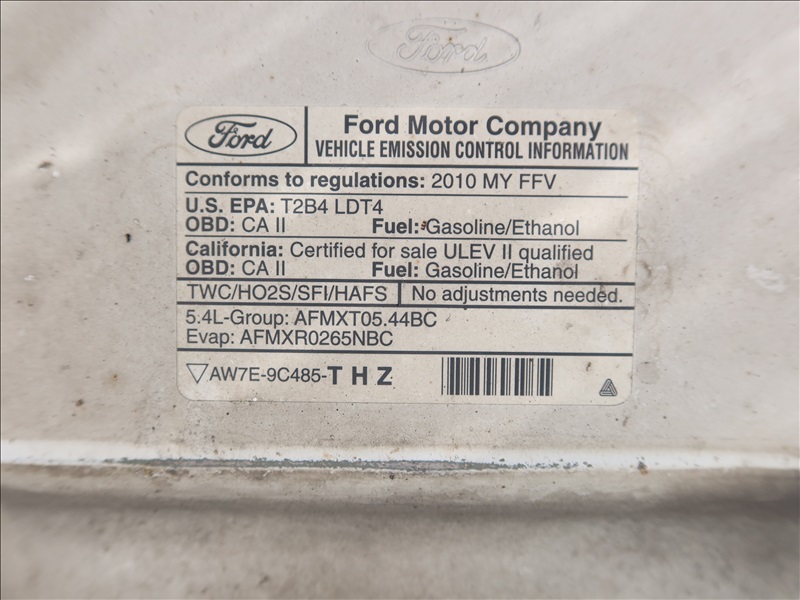 Ford
Ford
Ford Motor Company
VEHICLE EMISSION CONTROL INFORMATION
Conforms to regulations: 2010 MY FFV
U.S. EPA: T2B4 LDT4
OBD: CA II Fuel: Gasoline/Ethanol
California: Certified for sale ULEV II qualified
OBD: CA II Fuel: Gasoline/Ethanol
TWC/HO2S/SFI/HAFS No adjustments needed.
5.4L-Group: AFMXT05.44BC
Evap: AFMXR0265NBC
AW7E-9C485-THZ